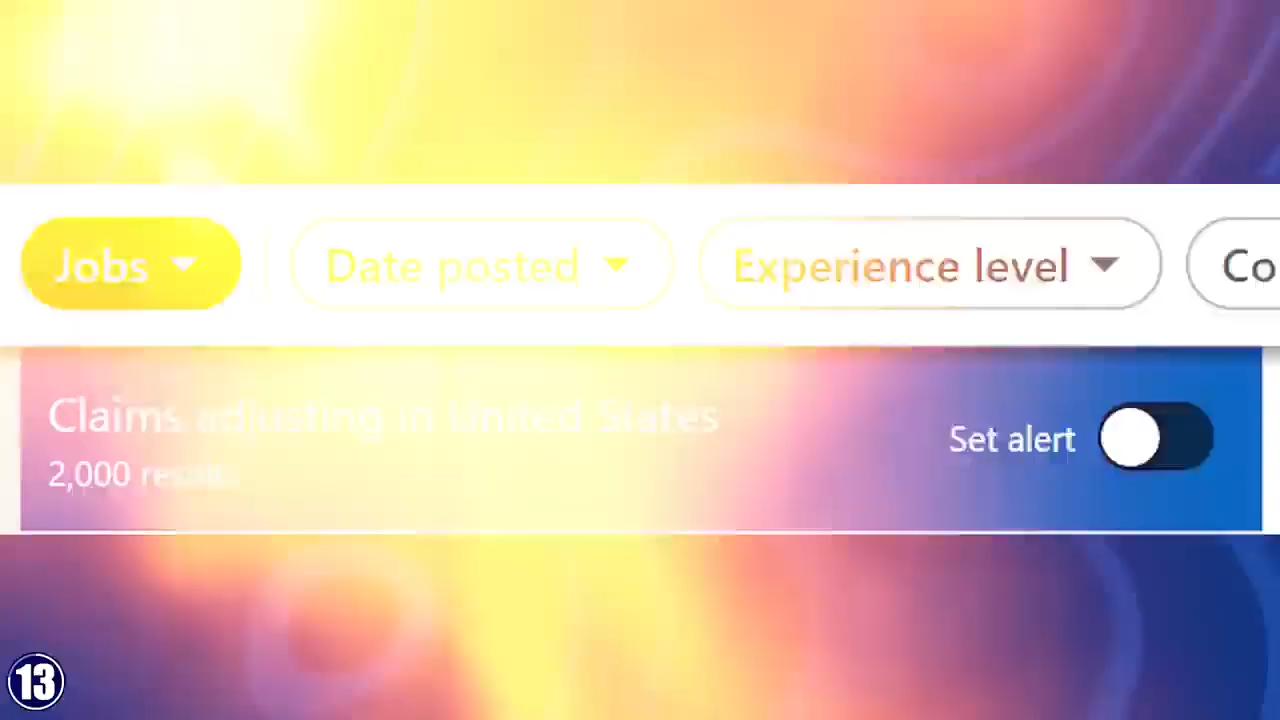 Jobs Date posted Experience level Co
Claims adjusting in United States
Set alert
2,000 results
13